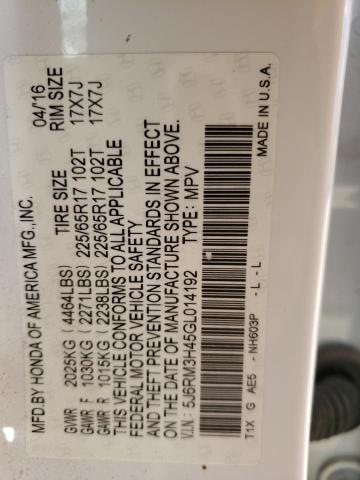 MFD.BY HONDA OF AMERICA MFG.,INC. 04/16
TIRE SIZE RIM SIZE
GVWR 2025KG ( 4464LBS)
GAWR F 1030KG ( 2271LBS) 225/65R17 102T 17X7J
GAWR R 1015KG ( 2238LBS) 225/65R17 102T 17X7J
THIS VEHICLE CONFORMS TO ALL APPLICABLE
FEDERAL MOTOR VEHICLE SAFETY BUMPER
AND THEFT PREVENTION STANDARDS IN EFFECT
ON THE DATE OF MANUFACTURE SHOWN ABOVE.
V.I.N.: 5J6RM3H45GL014192 TYPE: MPV
T1X G AE5 - NH603P - L - L MADE IN U.S.A.